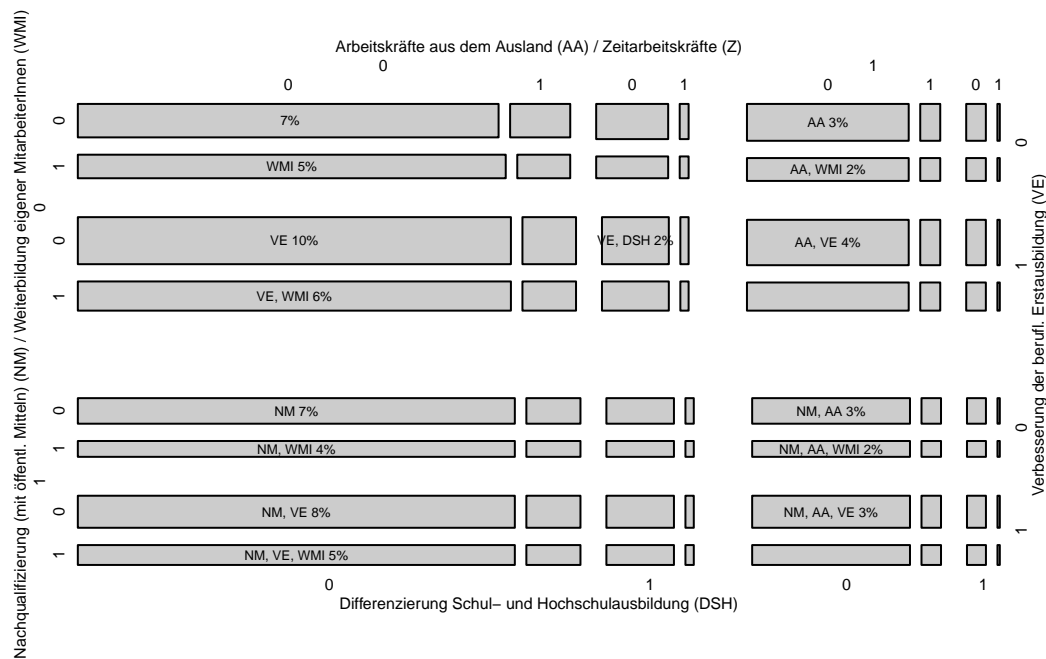 Arbeitskräfte aus dem Ausland (AA) / Zeitarbeitskräfte (Z)
0 1
0 1 0 1 0 1 0 1
Nachqualifizierung (mit öffentl. Mitteln) (NM) / Weiterbildung eigener MitarbeiterInnen (WMI)
0 7% AA 3%
0
1 WMI 5% AA, WMI 2%
0
0 VE 10% VE, DSH 2% AA, VE 4%
1
1 VE, WMI 6%
Verbesserung der berufl. Erstausbildung (VE)
0 NM 7% NM, AA 3%
0
1 NM, WMI 4% NM, AA, WMI 2%
1
0 NM, VE 8% NM, AA, VE 3%
1
1 NM, VE, WMI 5%
0 1 0 1
Differenzierung Schul− und Hochschulausbildung (DSH)